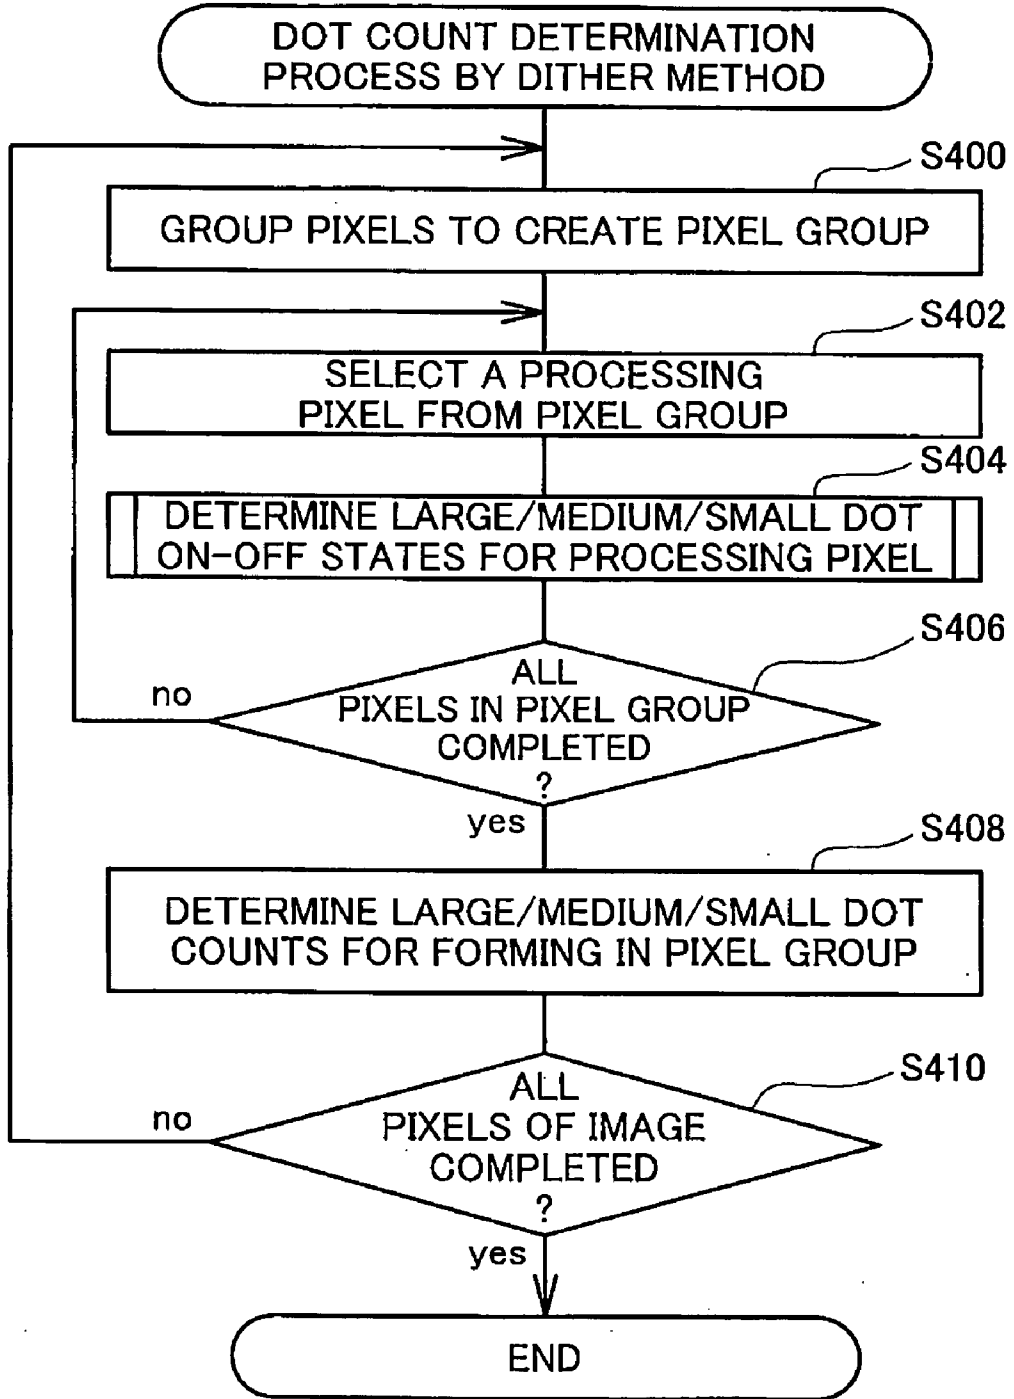 DOT COUNT DETERMINATION
PROCESS BY DITHER METHOD
S400
GROUP PIXELS TO CREATE PIXEL GROUP
S402
SELECT A PROCESSING
PIXEL FROM PIXEL GROUP
S404
DETERMINE LARGE/MEDIUM/SMALL DOT
ON-OFF STATES FOR PROCESSING PIXEL
S406
ALL
PIXELS IN PIXEL GROUP
COMPLETED
?
no
yes
S408
DETERMINE LARGE/MEDIUM/SMALL DOT
COUNTS FOR FORMING IN PIXEL GROUP
S410
ALL
PIXELS OF IMAGE
COMPLETED
?
no
yes
END